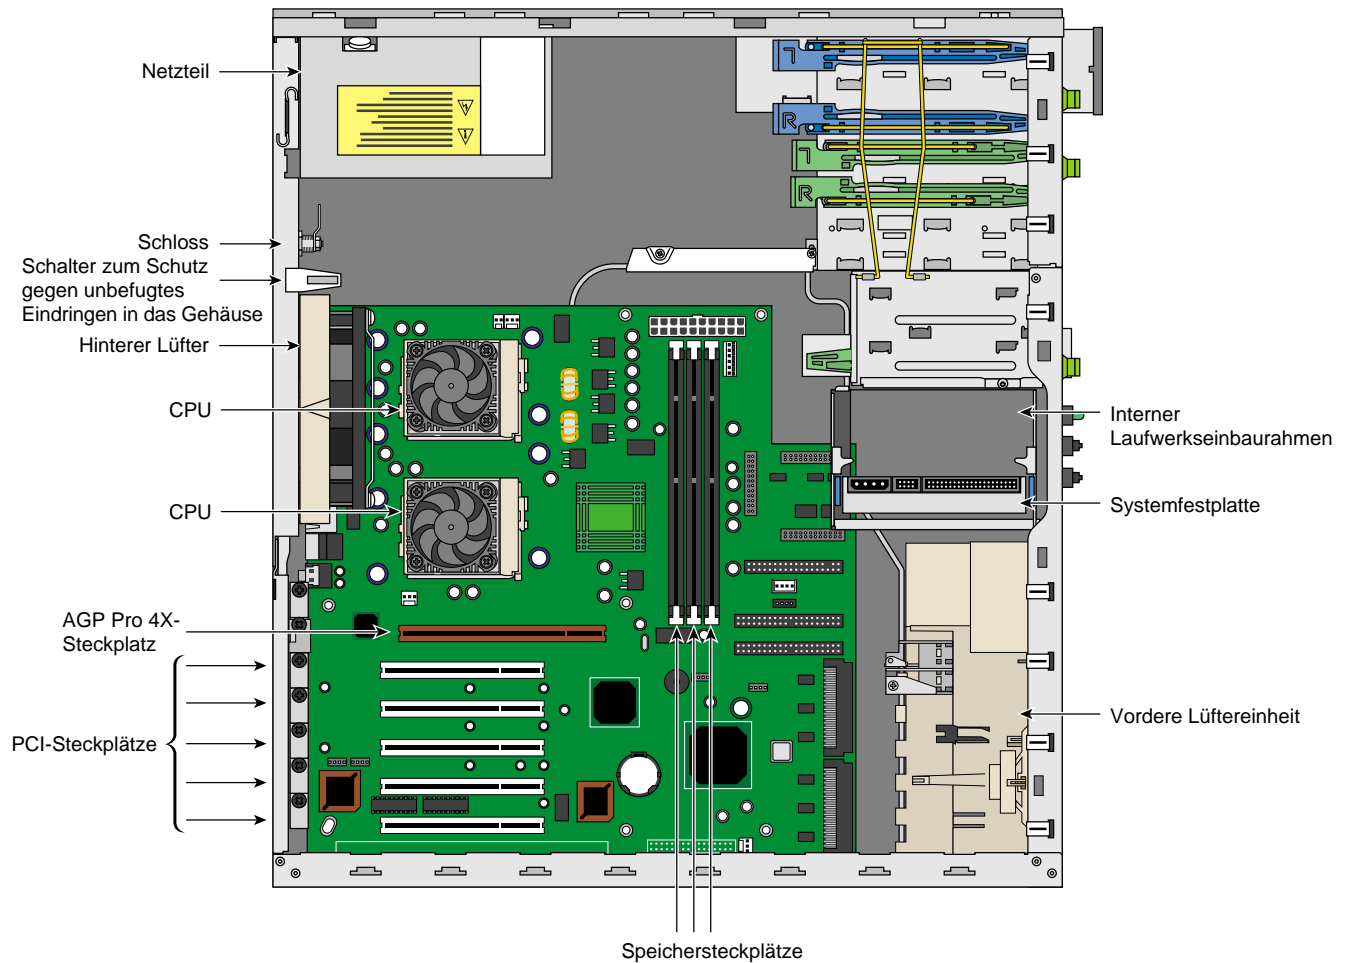 Netzteil
Schloss
Schalter zum Schutz
gegen unbefugtes
Eindringen in das Gehäuse
Hinterer Lüfter
CPU
CPU
AGP Pro 4X-
Steckplatz
PCI-Steckplätze
L
R
L
R
Interner
Laufwerkseinbaurahmen
Systemfestplatte
Vordere Lüftereinheit
Speichersteckplätze